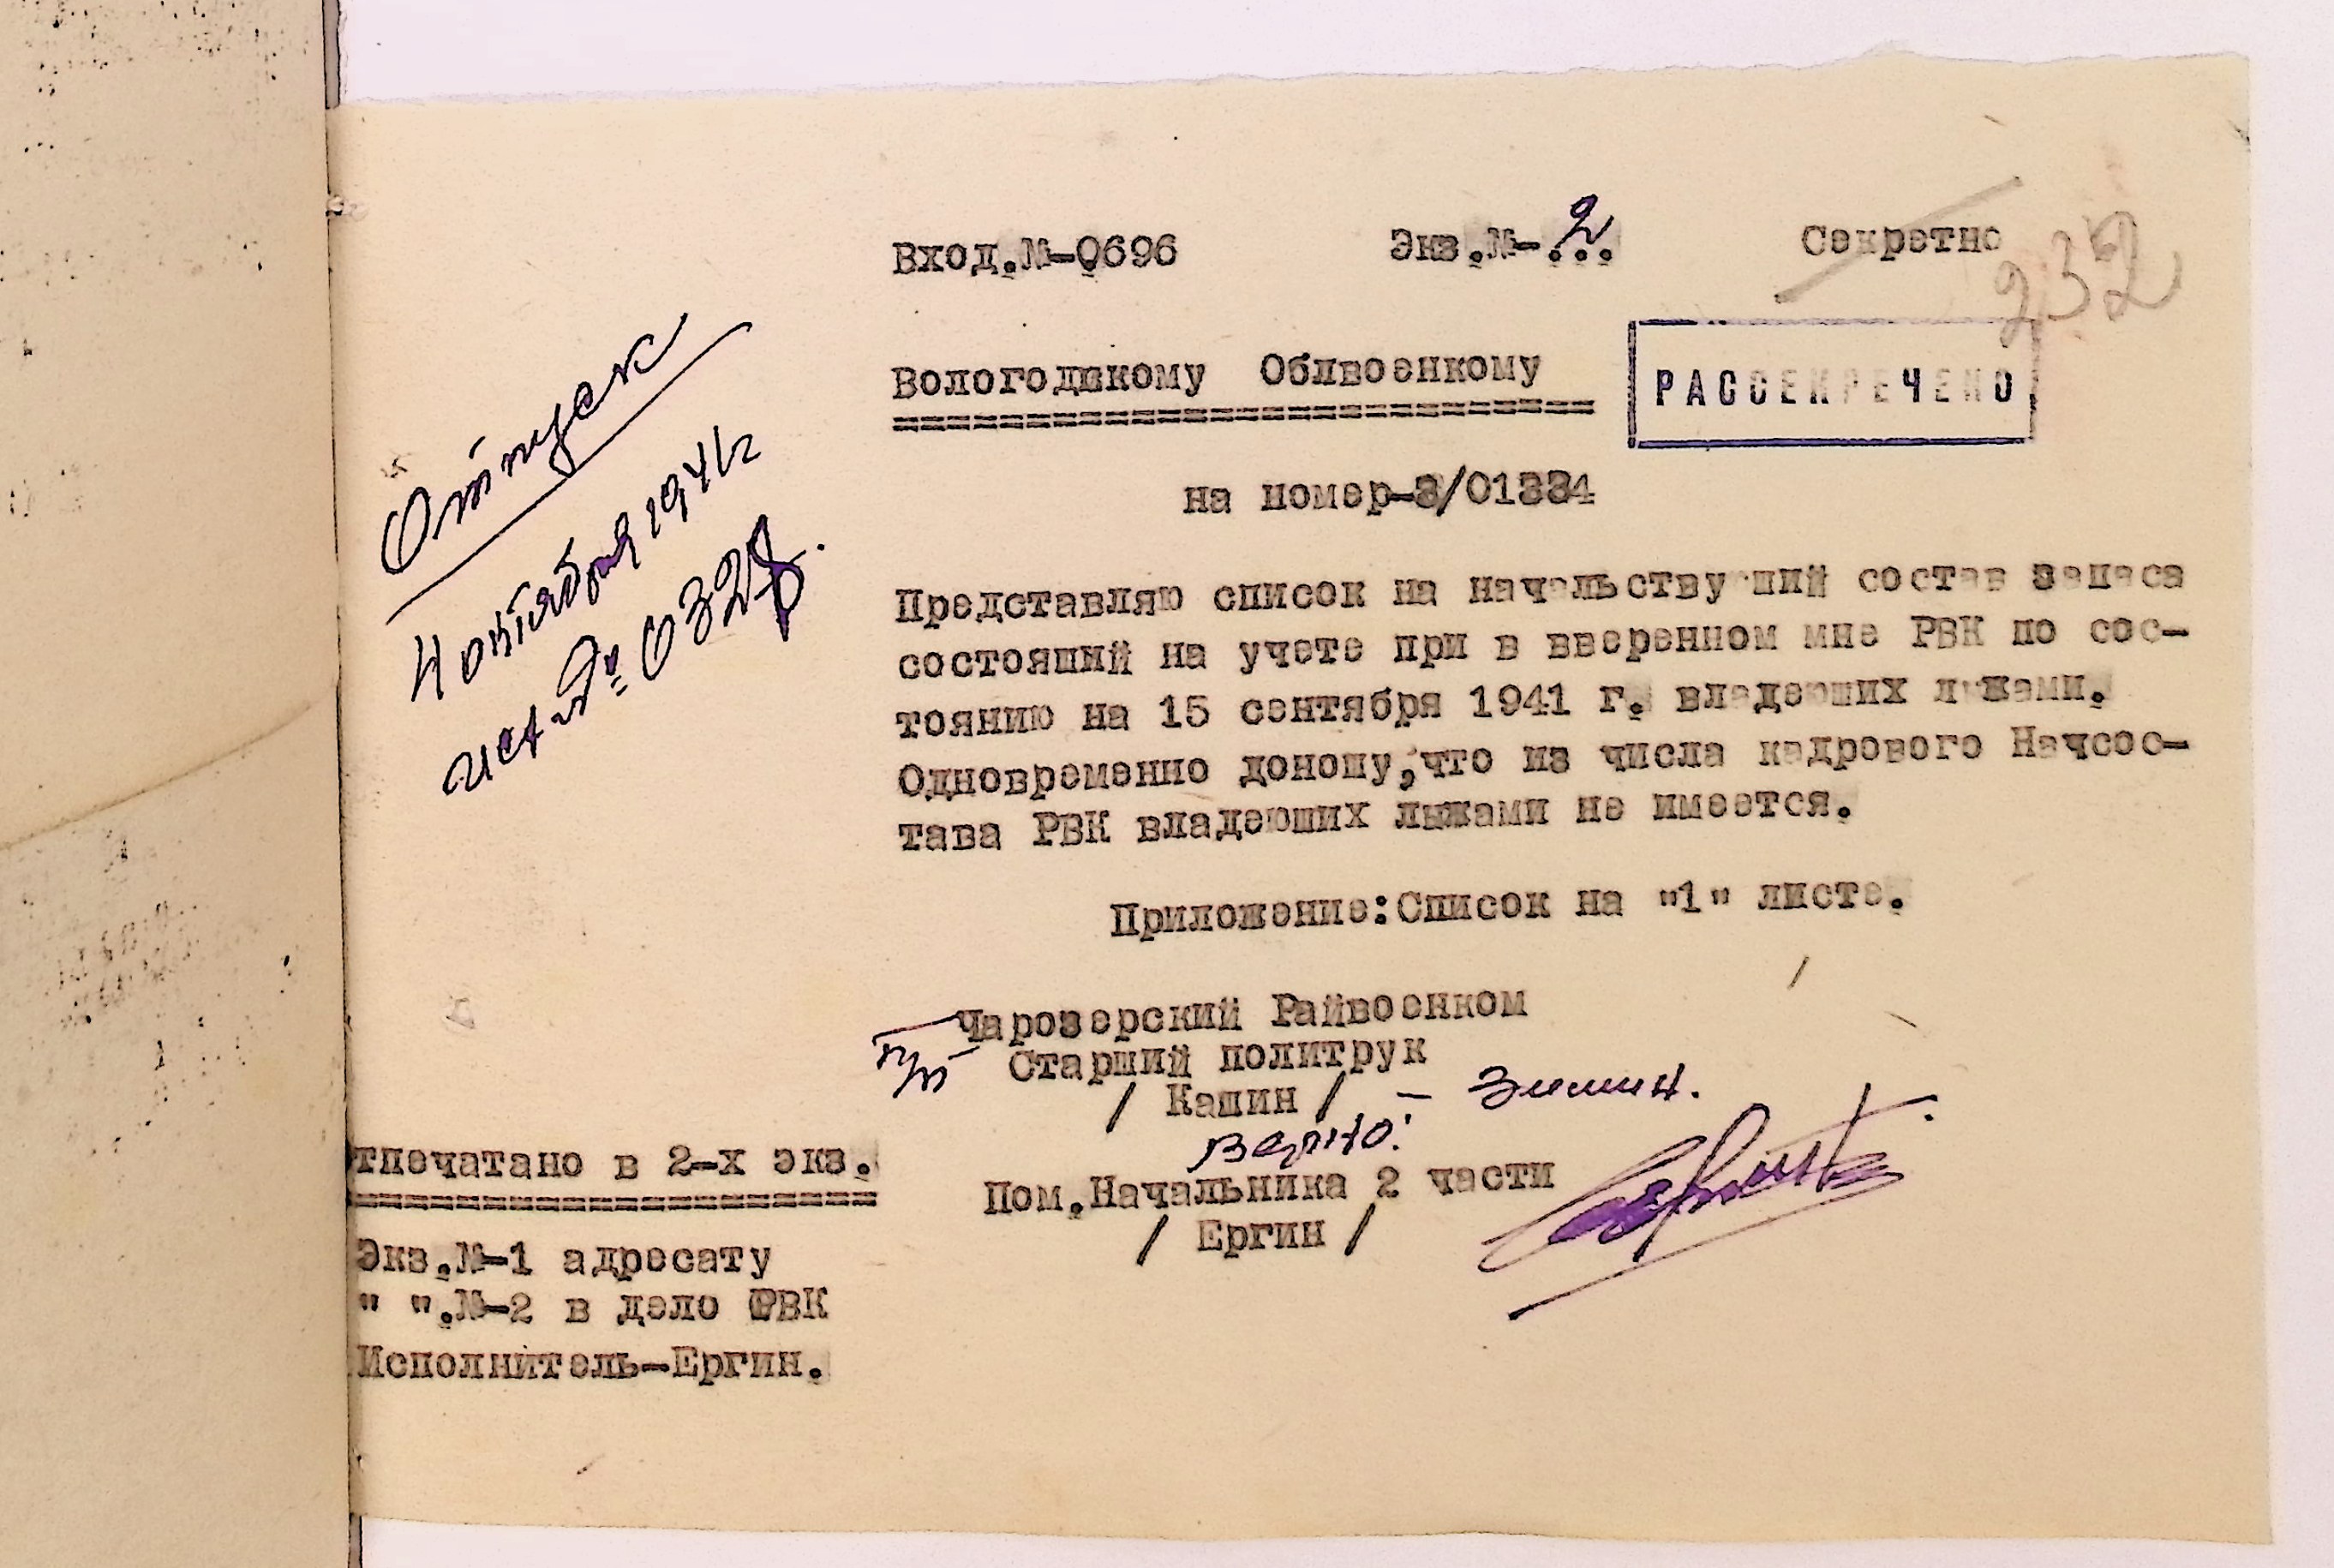 Вход.№-0696 Экз.№-2... Секретно
232
Вологодскому Облвоенкому
РАССЕКРЕЧЕНО
на номер-3/01334
Отпуск
4 октября 1941 г
исх. № 0328.
Представляю список на начальствующий состав запаса
состоящий на учете при в вверенном мне РВК по сос-
тоянию на 15 сентября 1941 г. владеющих лыжами.
Одновременно доношу,что из числа кадрового Начсос-
тава РВК владеющих лыжами не имеется.
Приложение:Список на "1" листе.
Чарозерский Райвоенком
п/п Старший политрук
/ Кашин / - Зимин.
Верно:
Пом.Начальника 2 части
/ Ергин /
тпечатано в 2-х экз.
Экз.№-1 адресату
" ".№-2 в дело РВК
Исполнитель-Ергин.